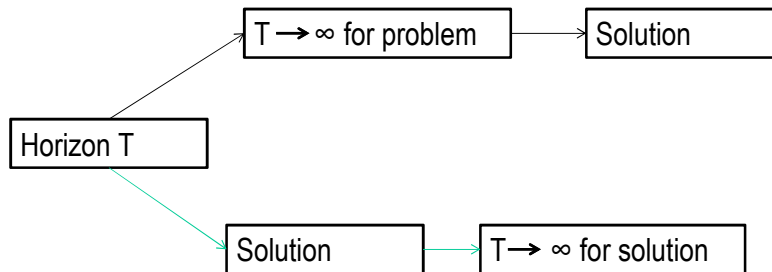 T → ∞ for problem
Solution
Horizon T
Solution
T → ∞ for solution